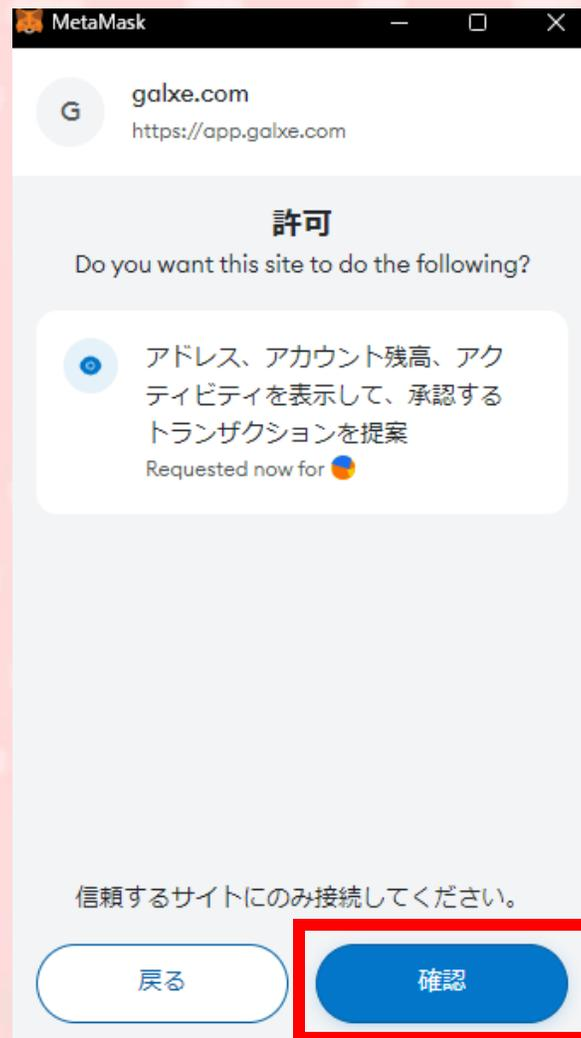 MetaMask
G
galxe.com
https://app.galxe.com
許可
Do you want this site to do the following?
アドレス、アカウント残高、アク
ティビティを表示して、承認する
トランザクションを提案
Requested now for
信頼するサイトにのみ接続してください。
戻る
確認